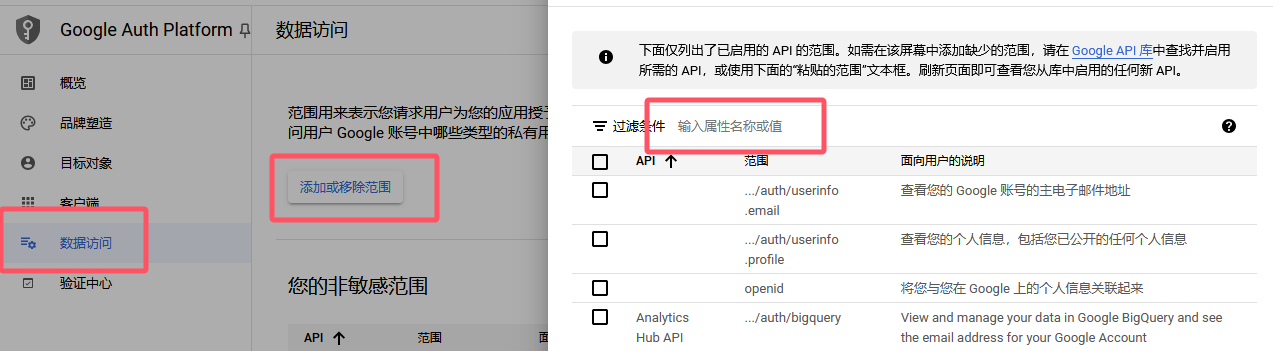 Google Auth Platform
概览
品牌塑造
目标对象
客户端
数据访问
验证中心
数据访问
范围用来表示您请求用户为您的应用授予
问用户 Google 账号中哪些类型的私有用
添加或移除范围
您的非敏感范围
API
范围
面
下面仅列出了已启用的 API 的范围。如需在该屏幕中添加缺少的范围，请在 Google API 库中查找并启用
所需的 API，或使用下面的“粘贴的范围”文本框。刷新页面即可查看您从库中启用的任何新 API。
过滤条件 输入属性名称或值
API 范围 面向用户的说明
.../auth/userinfo 查看您的 Google 账号的主电子邮件地址
.email
.../auth/userinfo 查看您的个人信息，包括您已公开的任何个人信息
.profile
openid 将您与您在 Google 上的个人信息关联起来
Analytics .../auth/bigquery View and manage your data in Google BigQuery and see
Hub API the email address for your Google Account